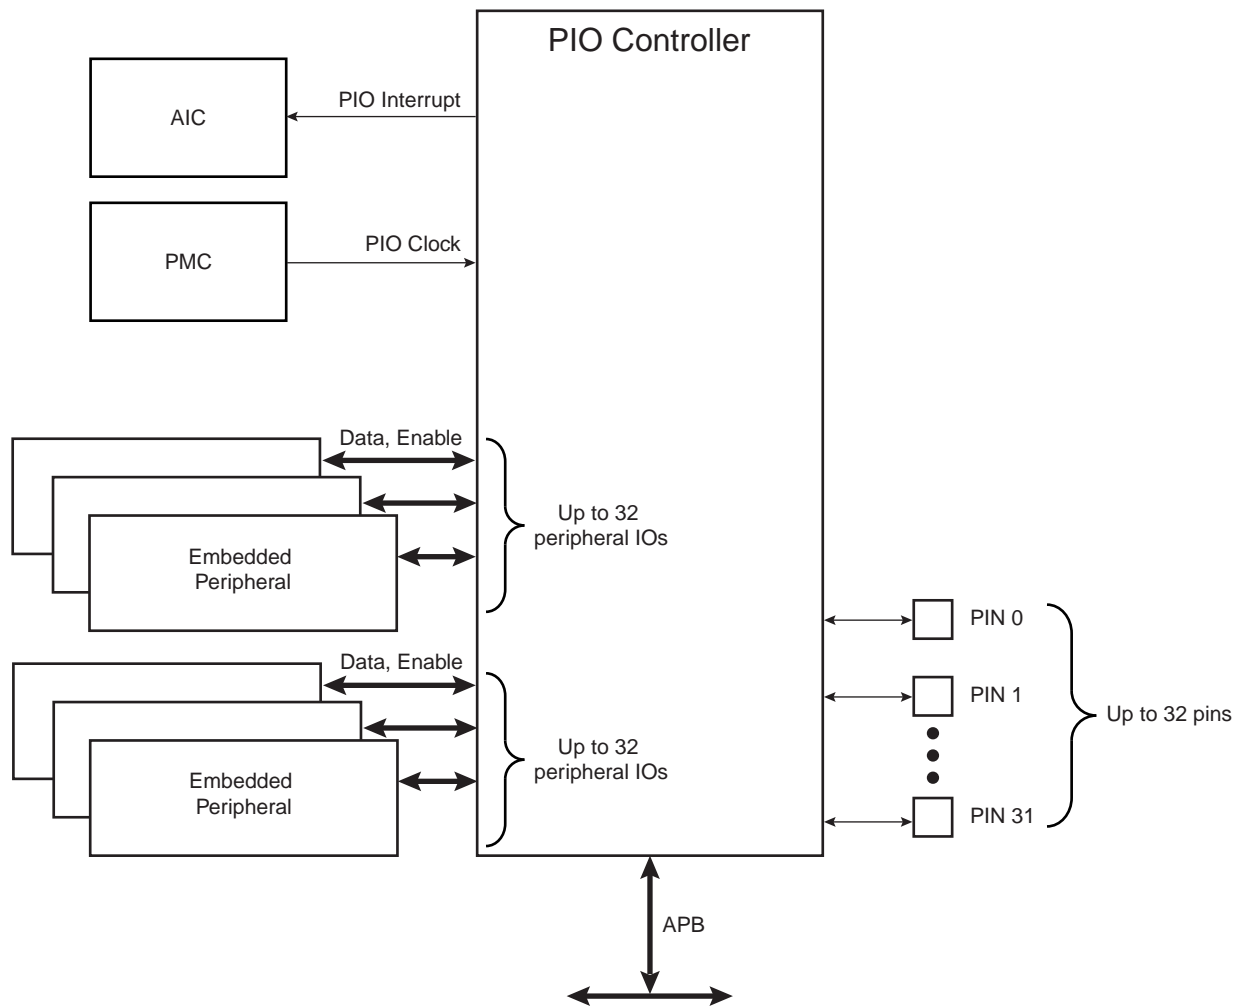 PIO Controller
AIC
PIO Interrupt
PMC
PIO Clock
Data, Enable
Up to 32
peripheral IOs
Embedded
Peripheral
PIN 0
Data, Enable
PIN 1
Up to 32 pins
Up to 32
peripheral IOs
Embedded
Peripheral
PIN 31
APB